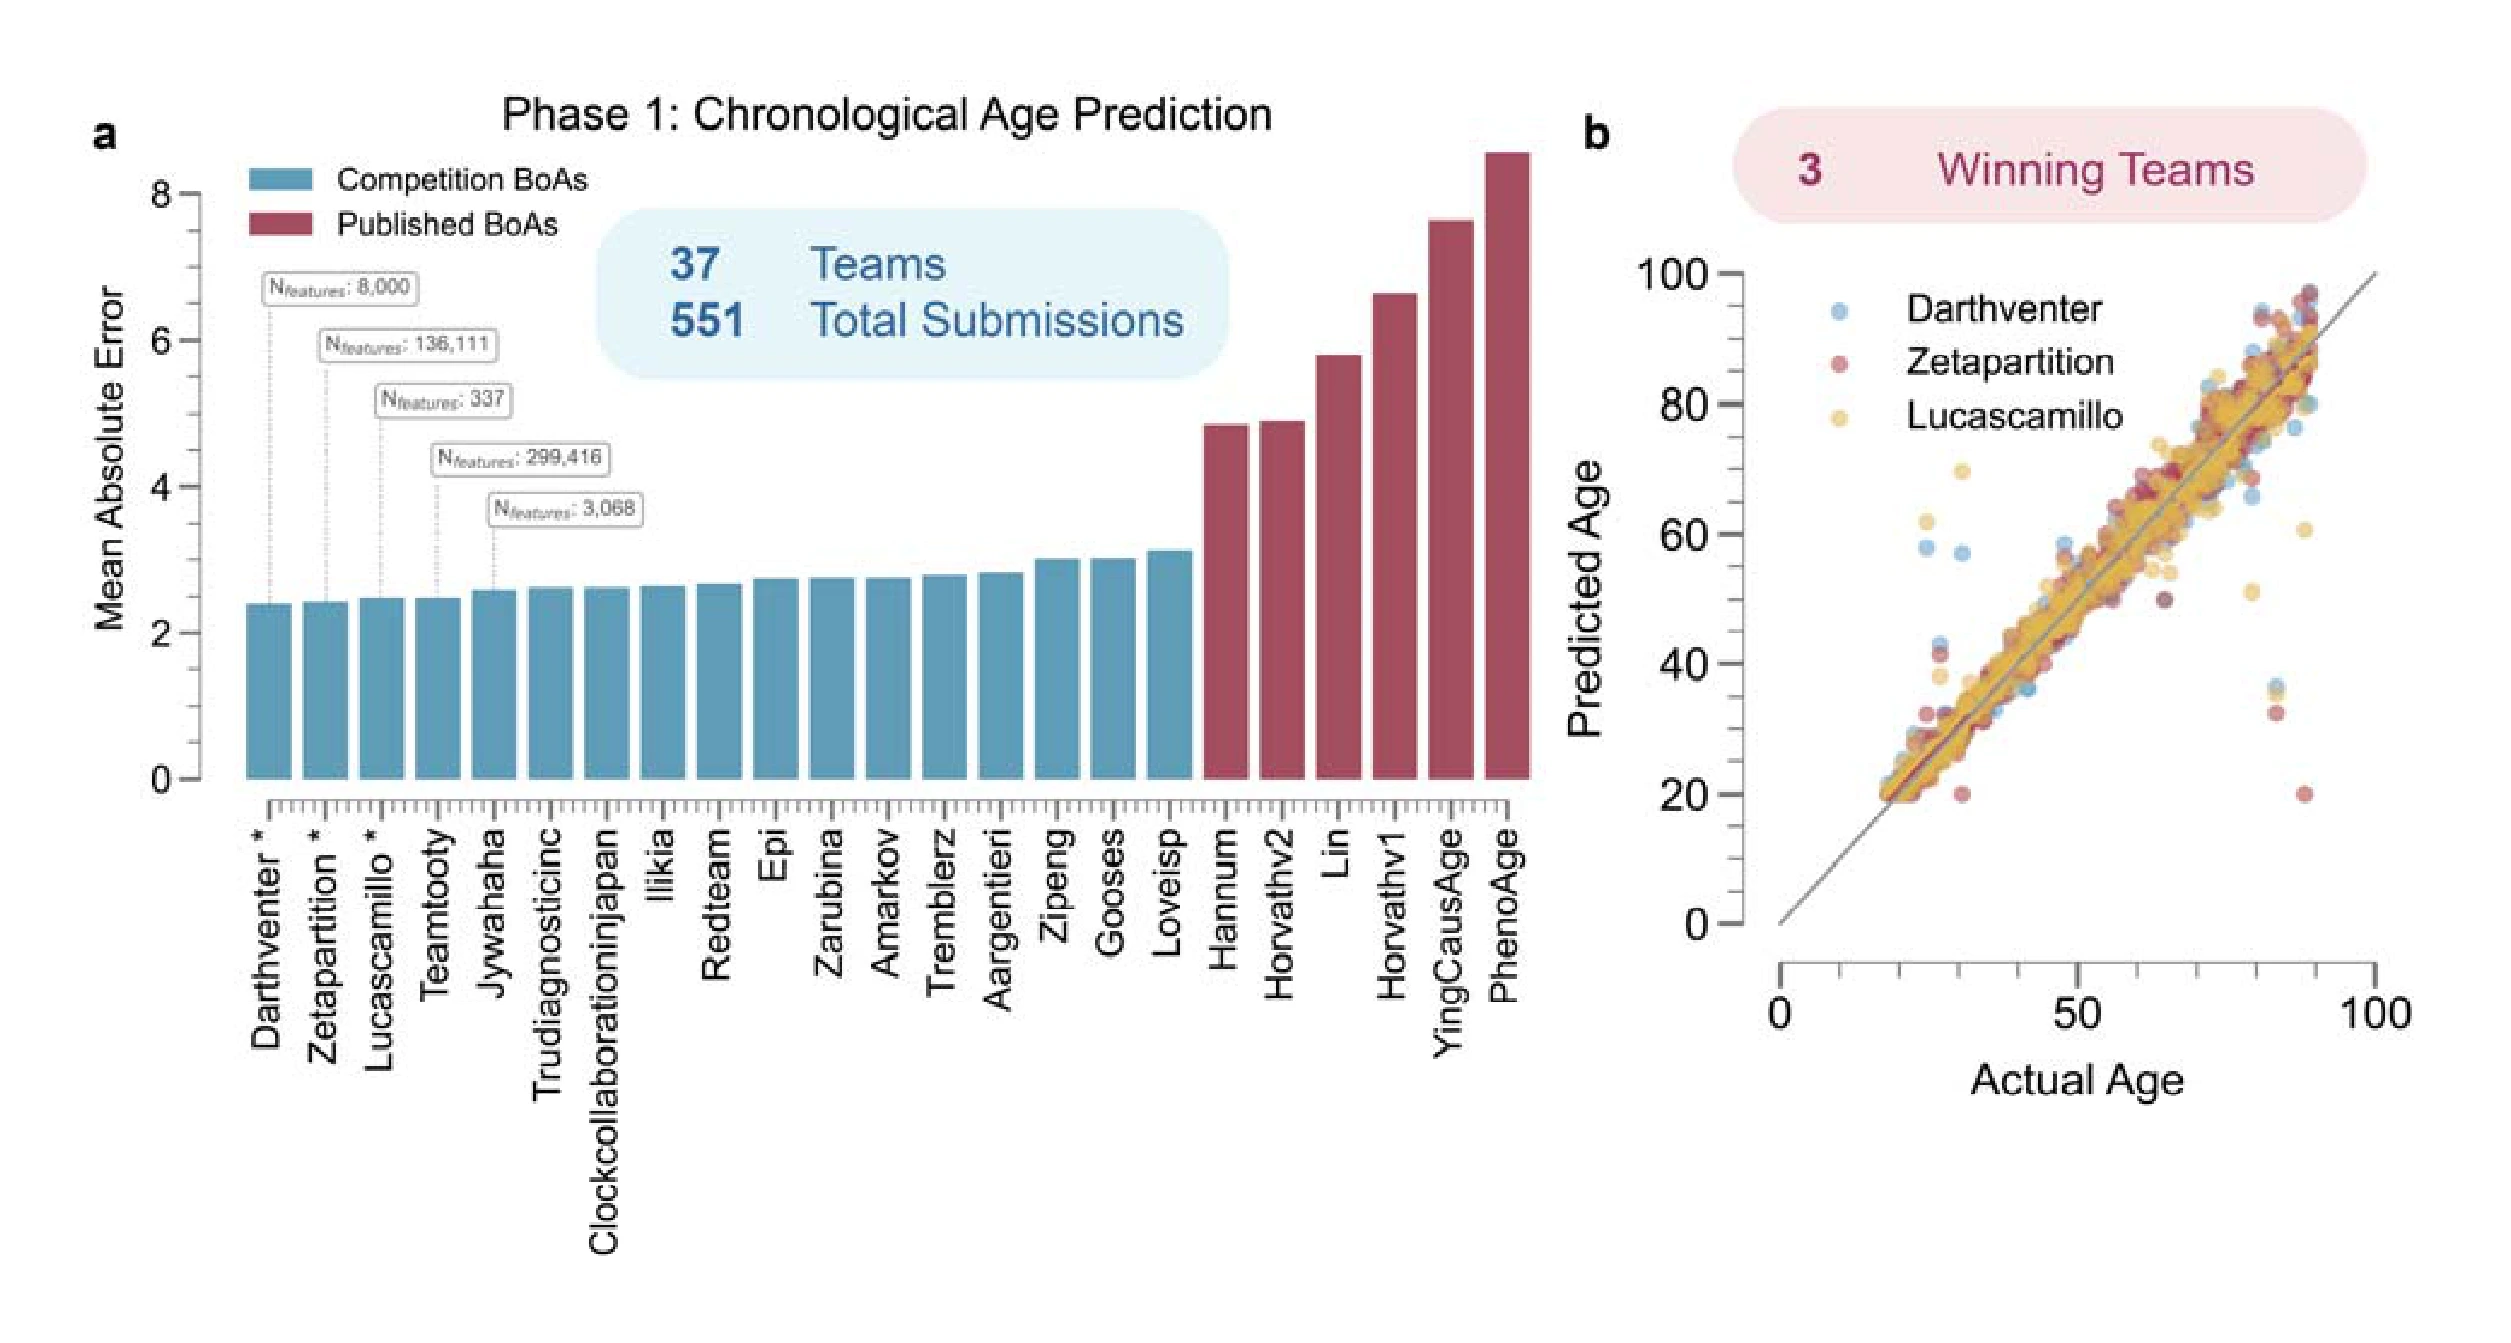 a
Phase 1: Chronological Age Prediction
Competition BoAs
Published BoAs
37 Teams
551 Total Submissions
Mean Absolute Error
8
6
4
2
0
Nfeatures: 8,000
Nfeatures: 136,111
Nfeatures: 337
Nfeatures: 299,416
Nfeatures: 3,068
Darthventer *
Zetapartition *
Lucascamillo *
Teamtooty
Jywahaha
Trudiagnosticinc
Clockcollaborationinjapan
Ilikia
Redteam
Epi
Zarubina
Amarkov
Tremblerz
Aargentieri
Zipeng
Gooses
Loveisp
Hannum
Horvathv2
Lin
Horvathv1
YingCausAge
PhenoAge
b
3 Winning Teams
Darthventer
Zetapartition
Lucascamillo
Predicted Age
100
80
60
40
20
0
0 50 100
Actual Age